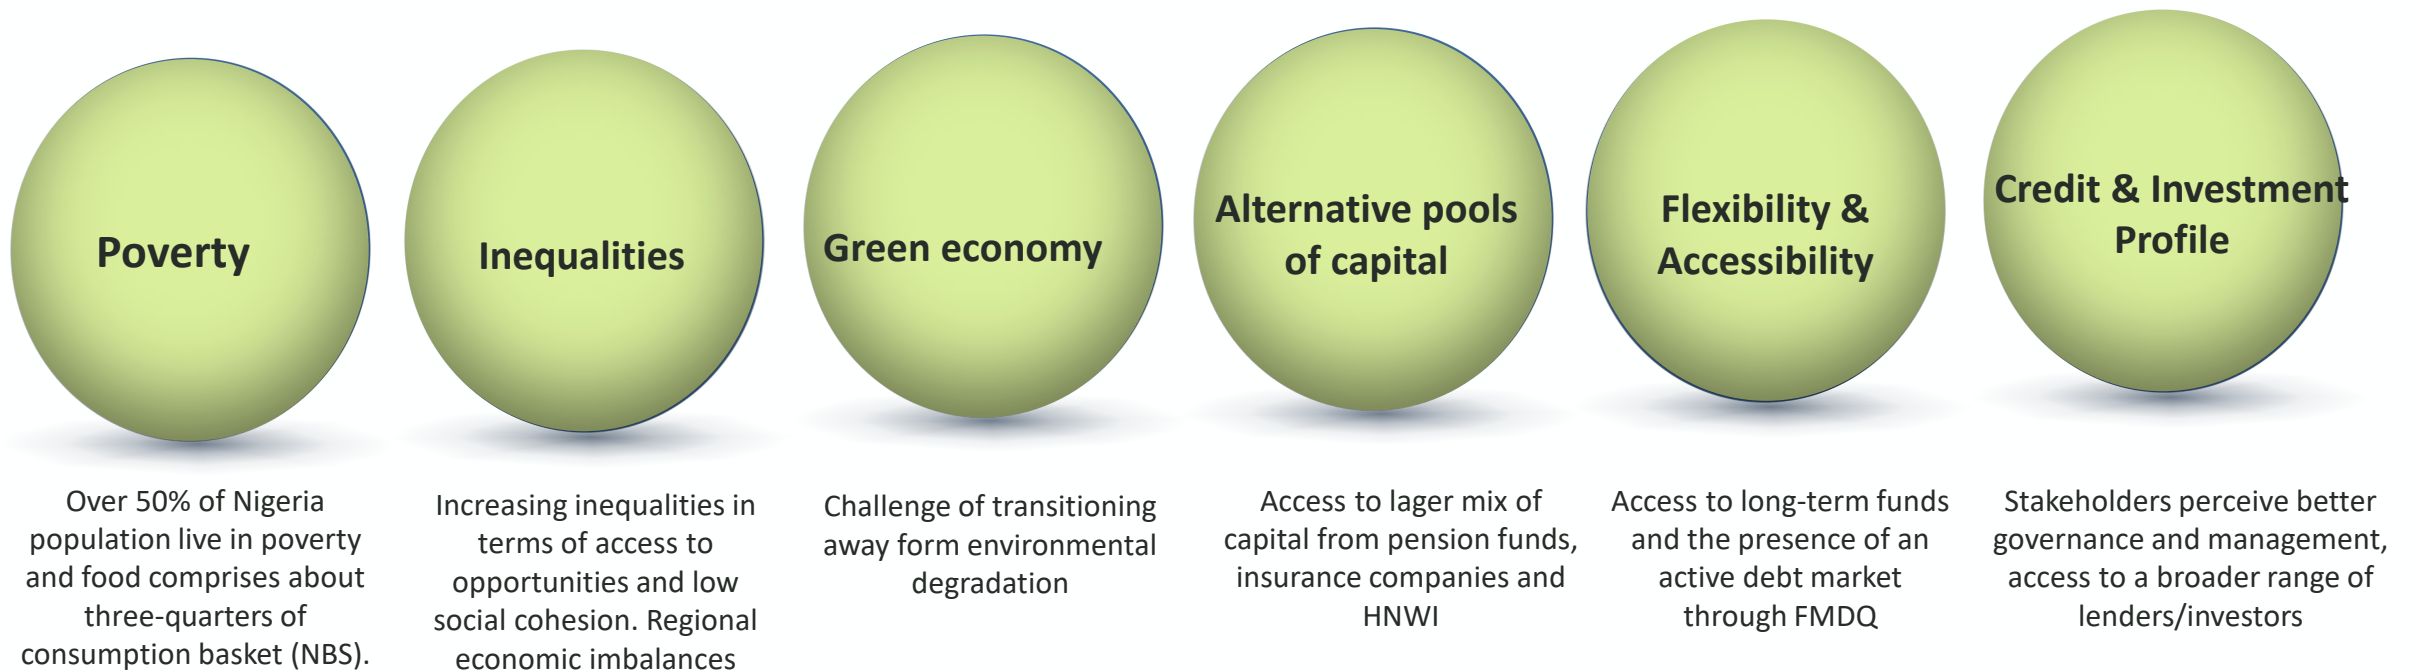 Poverty
Inequalities
Green economy
Alternative pools
of capital
Flexibility &
Accessibility
Credit & Investment
Profile
Over 50% of Nigeria
population live in poverty
and food comprises about
three-quarters of
consumption basket (NBS).
Increasing inequalities in
terms of access to
opportunities and low
social cohesion. Regional
economic imbalances
Challenge of transitioning
away form environmental
degradation
Access to lager mix of
capital from pension funds,
insurance companies and
HNWI
Access to long-term funds
and the presence of an
active debt market
through FMDQ
Stakeholders perceive better
governance and management,
access to a broader range of
lenders/investors